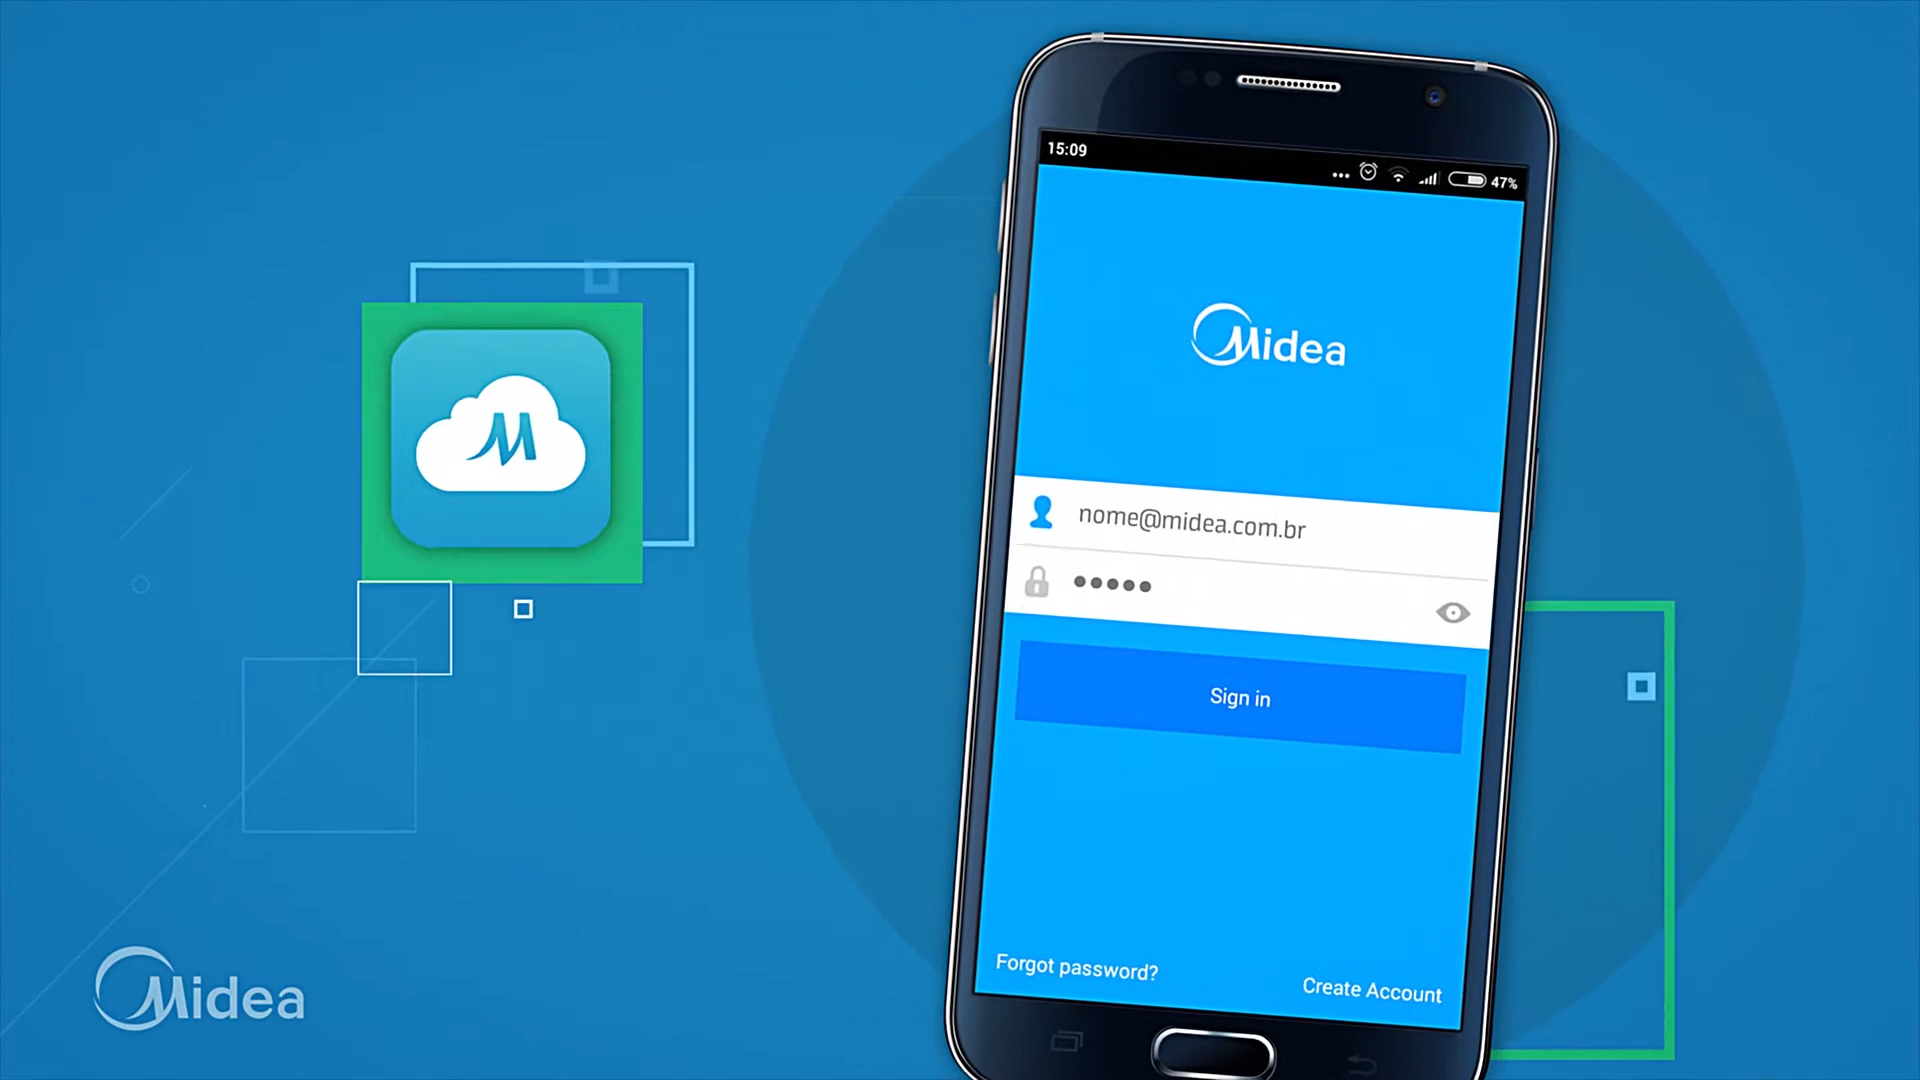 M
15:09
47%
Midea
nome@midea.com.br
•••••
Sign in
Forgot password?
Create Account
Midea